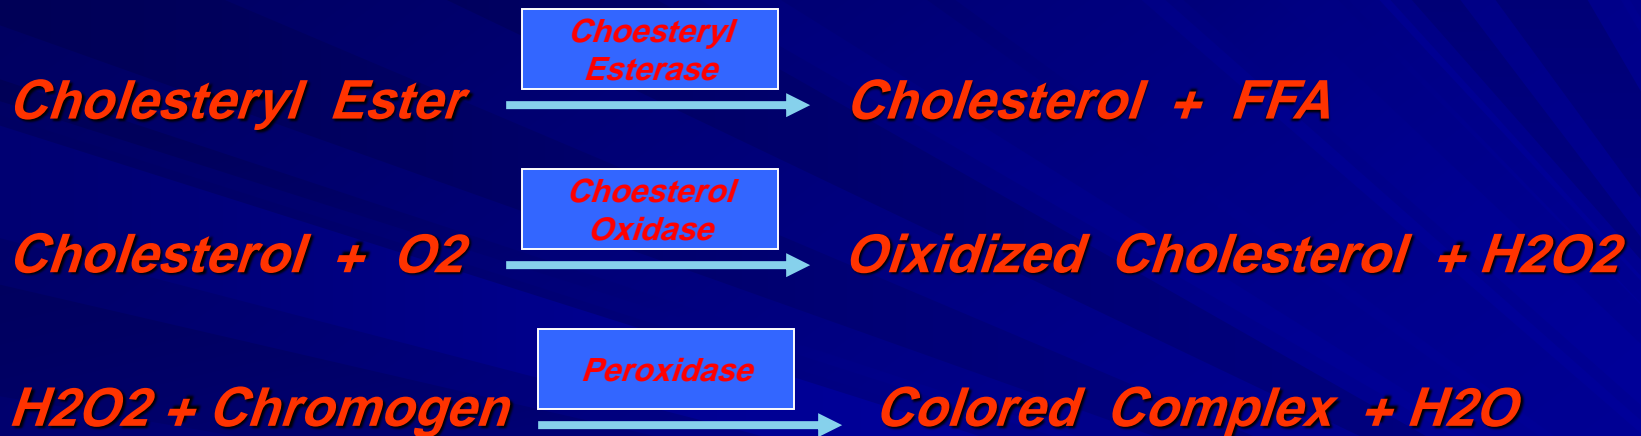 Choesteryl
Esterase
Cholesteryl Ester
Cholesterol + FFA
Choesterol
Oxidase
Cholesterol + O2
Oixidized Cholesterol + H2O2
Peroxidase
H2O2 + Chromogen
Colored Complex + H2O